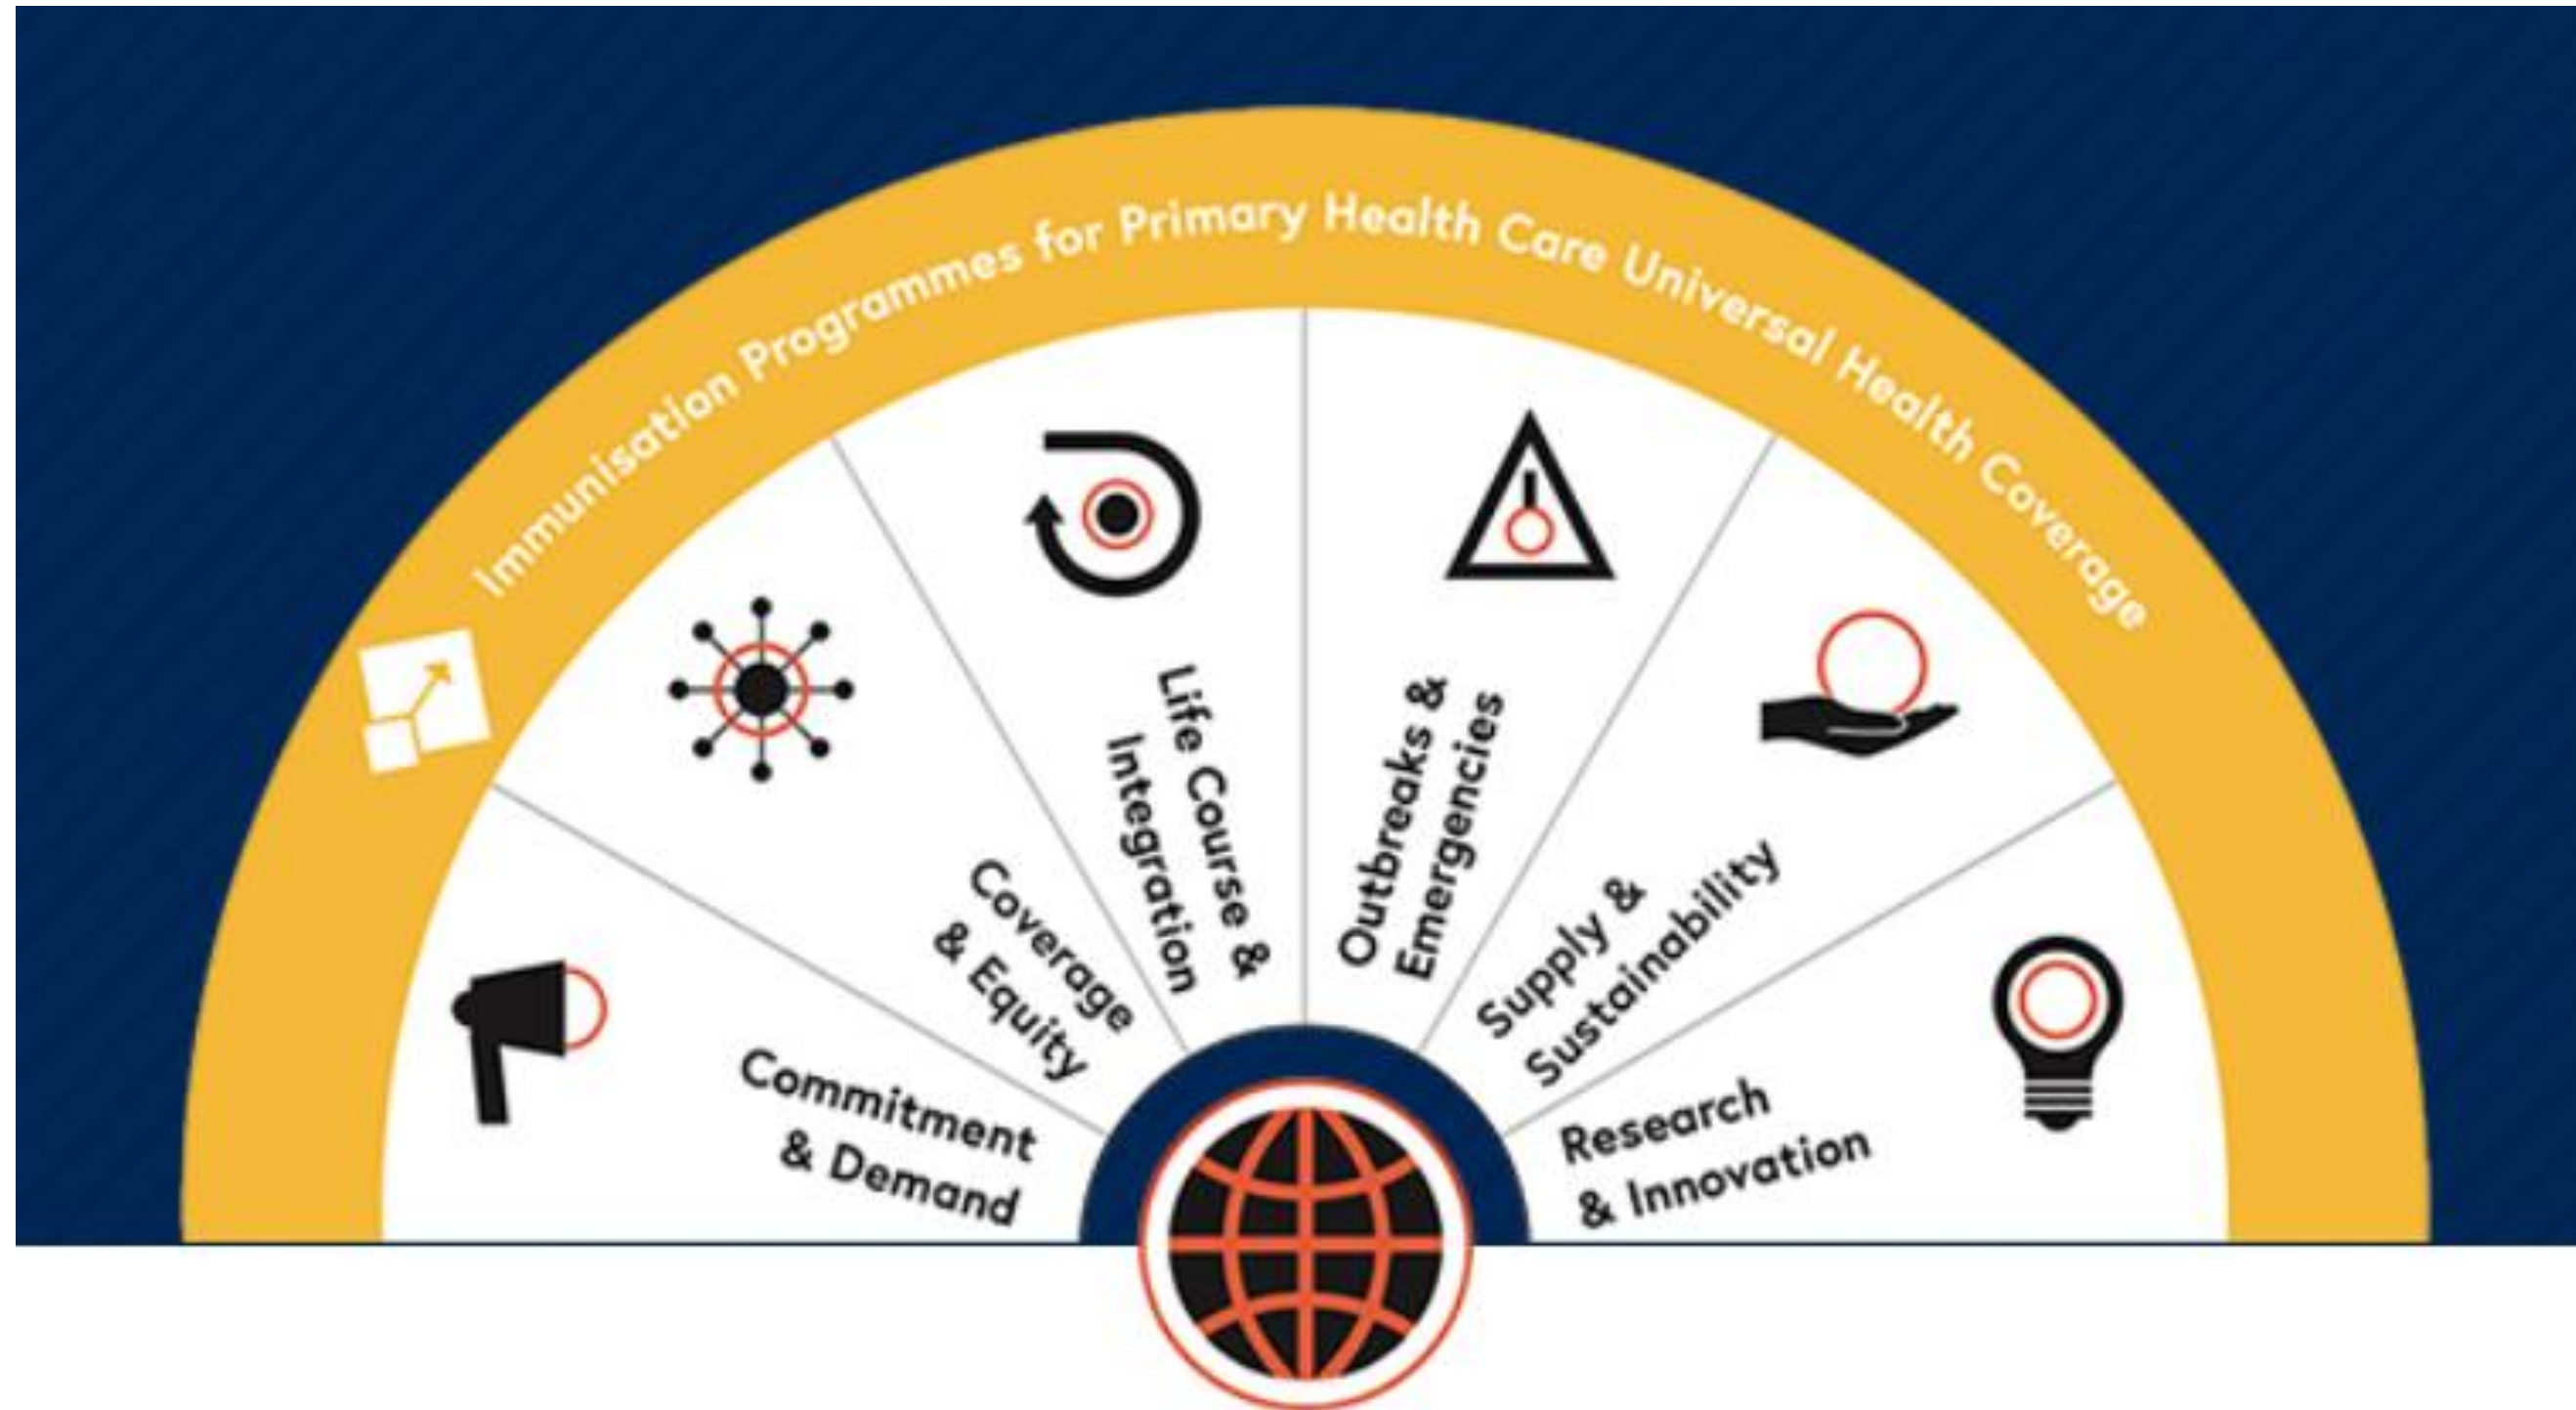 Immunisation Programmes for Primary Health Care Universal Health Coverage
Commitment
& Demand
Coverage
& Equity
Life Course &
Integration
Outbreaks &
Emergencies
Supply &
Sustainability
Research
& Innovation